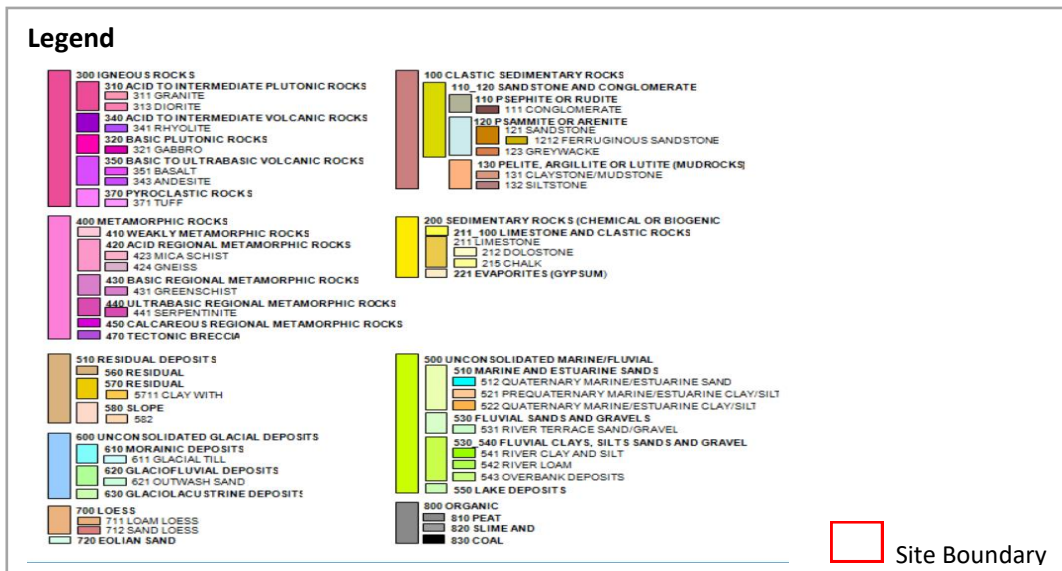 Legend
300 IGNEOUS ROCKS
310 ACID TO INTERMEDIATE PLUTONIC ROCKS
311 GRANITE
313 DIORITE
340 ACID TO INTERMEDIATE VOLCANIC ROCKS
341 RHYOLITE
320 BASIC PLUTONIC ROCKS
321 GABBRO
350 BASIC TO ULTRABASIC VOLCANIC ROCKS
351 BASALT
343 ANDESITE
370 PYROCLASTIC ROCKS
371 TUFF
400 METAMORPHIC ROCKS
410 WEAKLY METAMORPHIC ROCKS
420 ACID REGIONAL METAMORPHIC ROCKS
423 MICA SCHIST
424 GNEISS
430 BASIC REGIONAL METAMORPHIC ROCKS
431 GREENSCHIST
440 ULTRABASIC REGIONAL METAMORPHIC ROCKS
441 SERPENTINITE
450 CALCAREOUS REGIONAL METAMORPHIC ROCKS
470 TECTONIC BRECCIA
510 RESIDUAL DEPOSITS
560 RESIDUAL
570 RESIDUAL
5711 CLAY WITH
580 SLOPE
582
600 UNCONSOLIDATED GLACIAL DEPOSITS
610 MORAINIC DEPOSITS
611 GLACIAL TILL
620 GLACIOFLUVIAL DEPOSITS
621 OUTWASH SAND
630 GLACIOLACUSTRINE DEPOSITS
700 LOESS
711 LOAM LOESS
712 SAND LOESS
720 EOLIAN SAND
100 CLASTIC SEDIMENTARY ROCKS
110_120 SANDSTONE AND CONGLOMERATE
110 PSEPHITE OR RUDITE
111 CONGLOMERATE
120 PSAMMITE OR ARENITE
121 SANDSTONE
1212 FERRUGINOUS SANDSTONE
123 GREYWACKE
130 PELITE, ARGILLITE OR LUTITE (MUDROCKS)
131 CLAYSTONE/MUDSTONE
132 SILTSTONE
200 SEDIMENTARY ROCKS (CHEMICAL OR BIOGENIC
211_100 LIMESTONE AND CLASTIC ROCKS
211 LIMESTONE
212 DOLOSTONE
215 CHALK
221 EVAPORITES (GYPSUM)
500 UNCONSOLIDATED MARINE/FLUVIAL
510 MARINE AND ESTUARINE SANDS
512 QUATERNARY MARINE/ESTUARINE SAND
521 PREQUATERNARY MARINE/ESTUARINE CLAY/SILT
522 QUATERNARY MARINE/ESTUARINE CLAY/SILT
530 FLUVIAL SANDS AND GRAVELS
531 RIVER TERRACE SAND/GRAVEL
530_540 FLUVIAL CLAYS, SILTS SANDS AND GRAVEL
541 RIVER CLAY AND SILT
542 RIVER LOAM
543 OVERBANK DEPOSITS
550 LAKE DEPOSITS
800 ORGANIC
810 PEAT
820 SLIME AND
830 COAL
Site Boundary